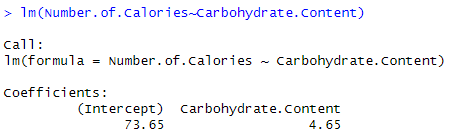 > lm(Number.of.Calories~Carbohydrate.Content)
Call:
lm(formula = Number.of.Calories ~ Carbohydrate.Content)
Coefficients:
(Intercept) Carbohydrate.Content
73.65 4.65